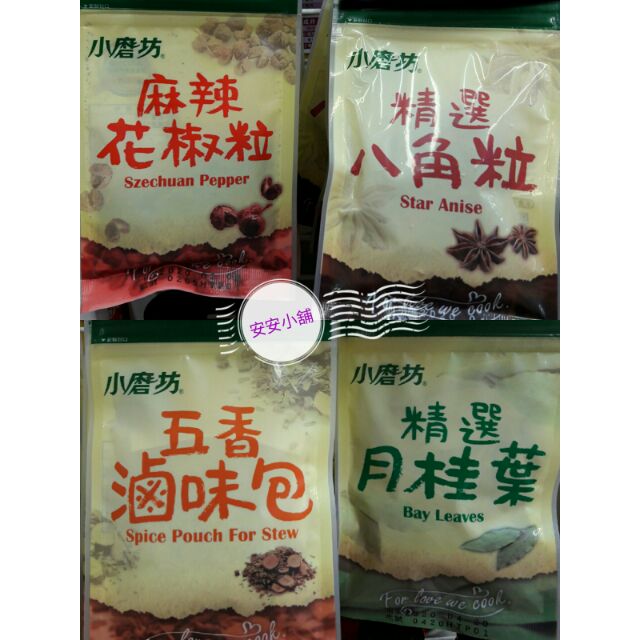 小磨坊
麻辣
花椒粒
Szechuan Pepper
小磨坊
精選
八角粒
Star Anise
we cook.
安安小舖
小磨坊
五香
滷味包
Spice Pouch For Stew
小磨坊
精選
月桂葉
Bay Leaves
For love we cook.